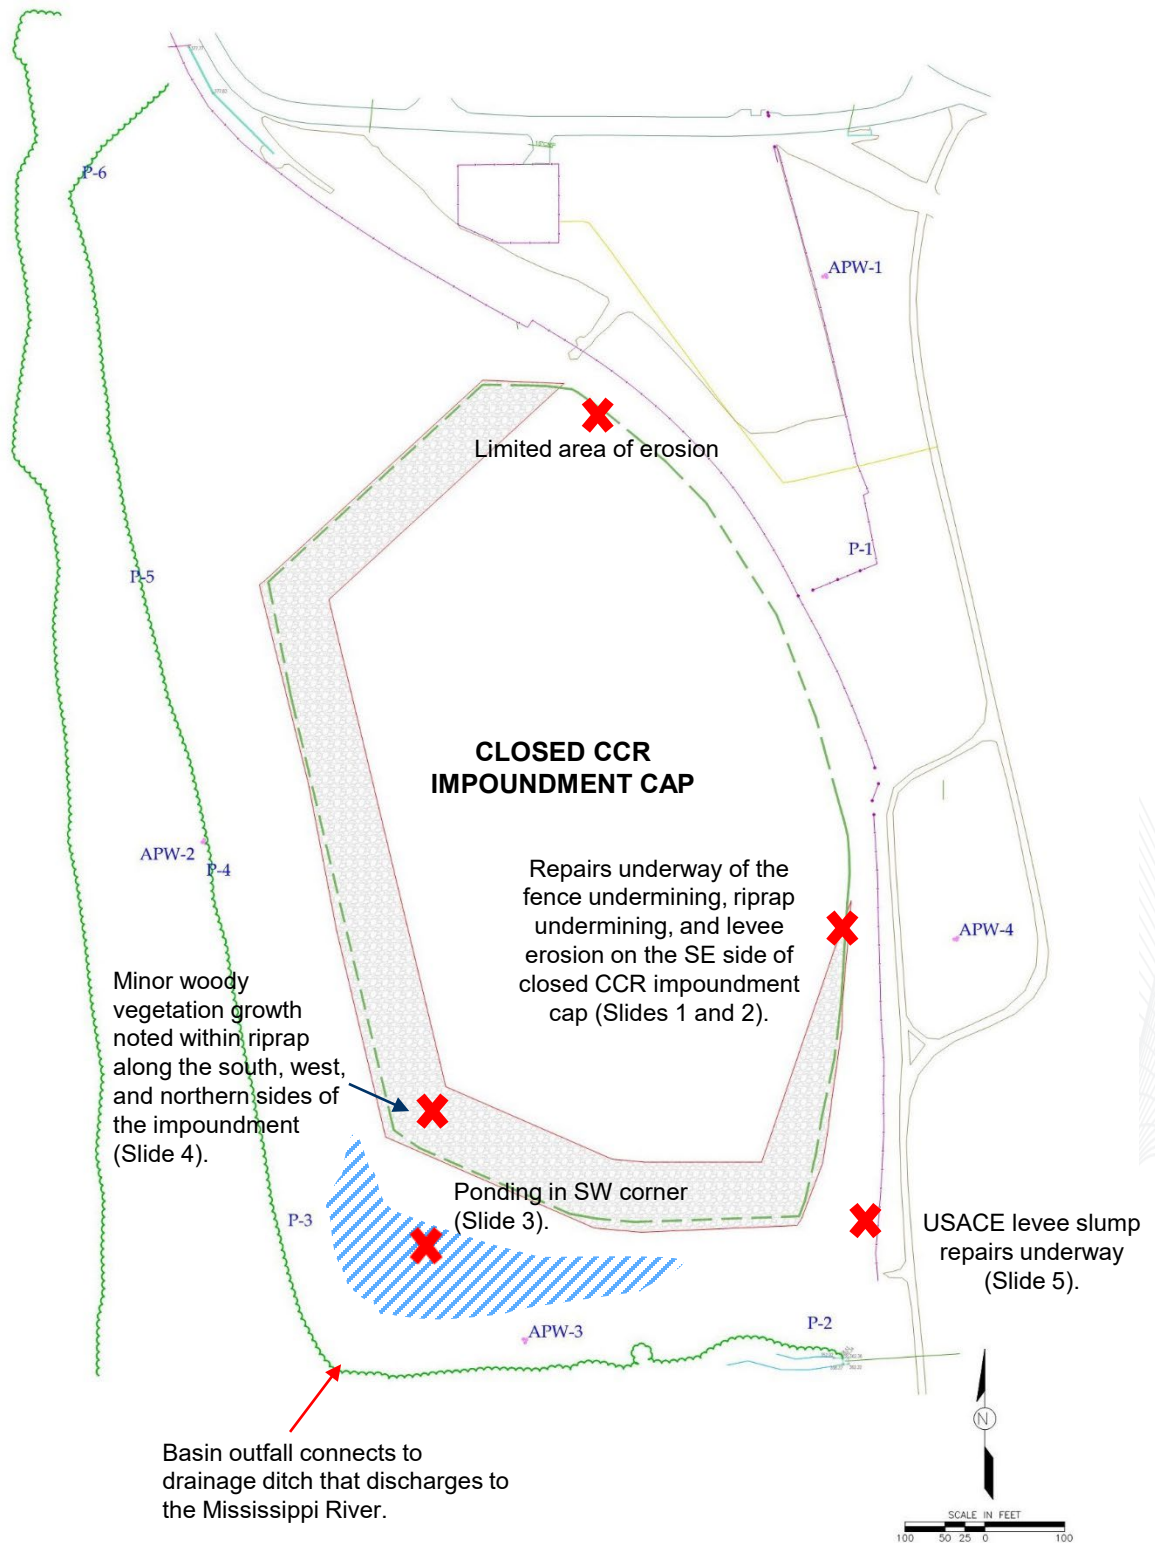 P-6
APW-1
Limited area of erosion
P-1
P-5
CLOSED CCR
IMPOUNDMENT CAP
APW-2
P-4
Repairs underway of the
fence undermining, riprap
undermining, and levee
erosion on the SE side of
closed CCR impoundment
cap (Slides 1 and 2).
APW-4
Minor woody
vegetation growth
noted within riprap
along the south, west,
and northern sides of
the impoundment
(Slide 4).
Ponding in SW corner
(Slide 3).
P-3
USACE levee slump
repairs underway
(Slide 5).
APW-3
P-2
Basin outfall connects to
drainage ditch that discharges to
the Mississippi River.
N
SCALE IN FEET
100 50 25 0 100